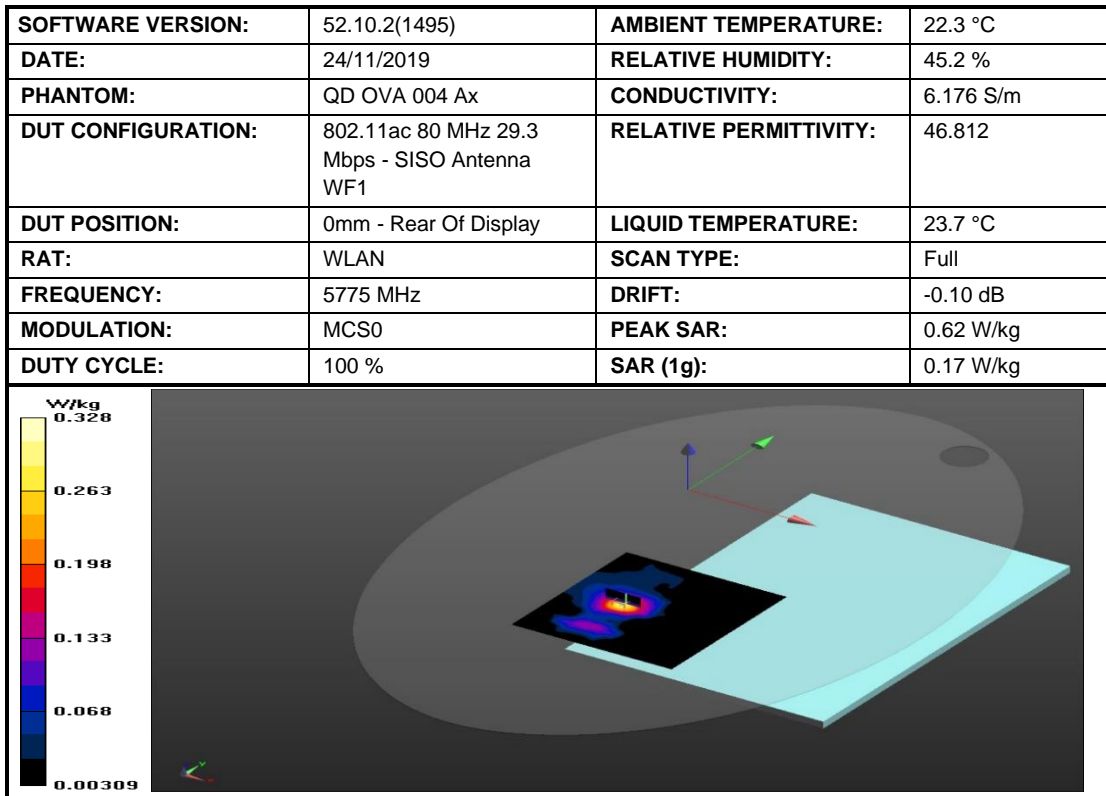 SOFTWARE VERSION: 52.10.2(1495) AMBIENT TEMPERATURE: 22.3 °C
DATE: 24/11/2019 RELATIVE HUMIDITY: 45.2 %
PHANTOM: QD OVA 004 Ax CONDUCTIVITY: 6.176 S/m
DUT CONFIGURATION: 802.11ac 80 MHz 29.3 RELATIVE PERMITTIVITY: 46.812
Mbps - SISO Antenna
WF1
DUT POSITION: 0mm - Rear Of Display LIQUID TEMPERATURE: 23.7 °C
RAT: WLAN SCAN TYPE: Full
FREQUENCY: 5775 MHz DRIFT: -0.10 dB
MODULATION: MCS0 PEAK SAR: 0.62 W/kg
DUTY CYCLE: 100 % SAR (1g): 0.17 W/kg
W/kg
0.328
0.263
0.198
0.133
0.068
0.00309